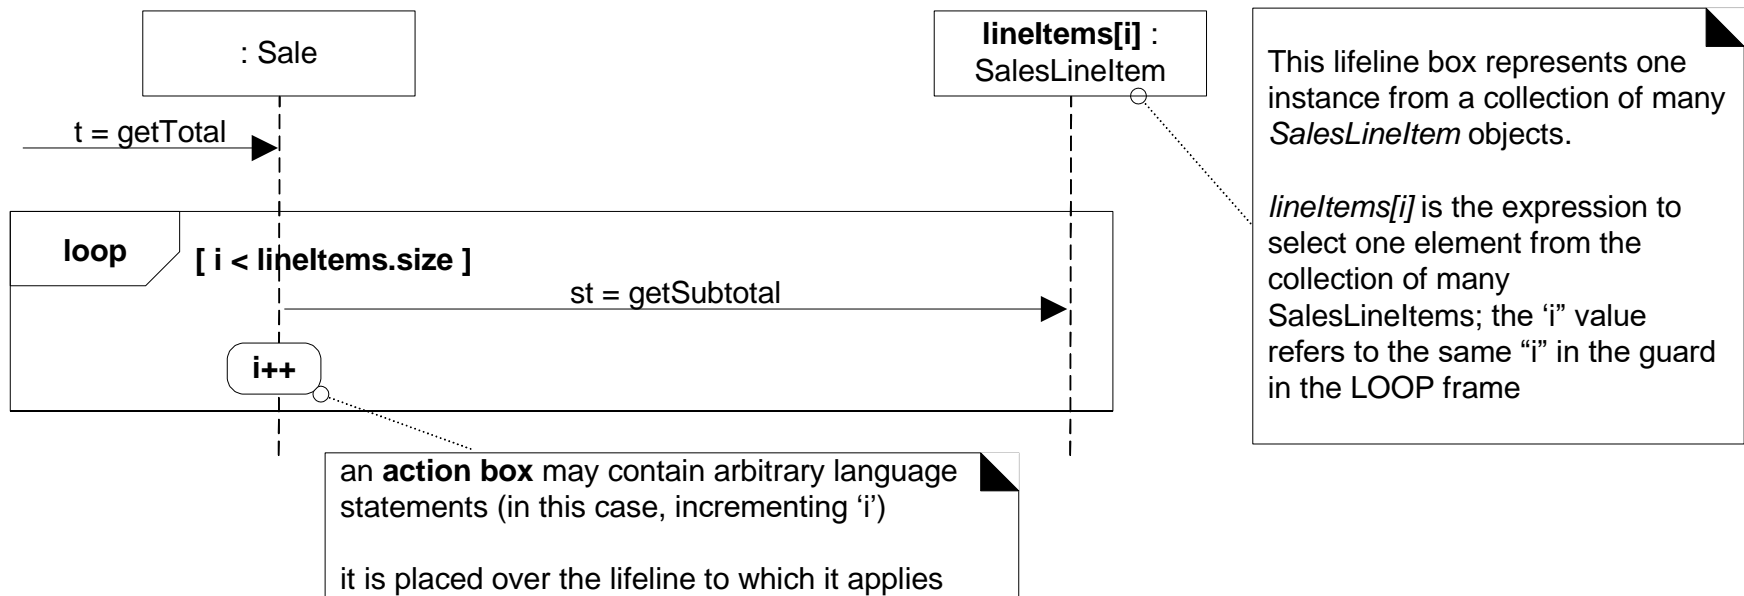 : Sale
lineItems[i] :
SalesLineItem
t = getTotal
loop
[ i < lineItems.size ]
st = getSubtotal
i++
This lifeline box represents one
instance from a collection of many
SalesLineItem objects.
lineItems[i] is the expression to
select one element from the
collection of many
SalesLineItems; the ‘i” value
refers to the same “i” in the guard
in the LOOP frame
an action box may contain arbitrary language
statements (in this case, incrementing ‘i’)
it is placed over the lifeline to which it applies